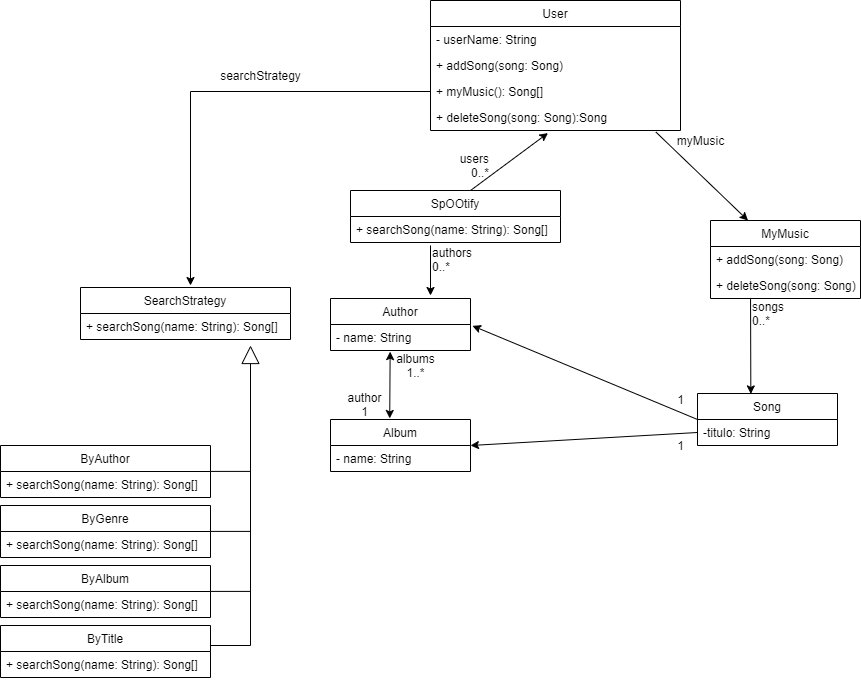 User
- userName: String
+ addSong(song: Song)
+ myMusic(): Song[]
+ deleteSong(song: Song):Song
searchStrategy
myMusic
users
0..*
SpOOtify
+ searchSong(name: String): Song[]
MyMusic
+ addSong(song: Song)
+ deleteSong(song: Song)
authors
0..*
SearchStrategy
+ searchSong(name: String): Song[]
Author
- name: String
songs
0..*
albums
1..*
author
1
1
Song
-titulo: String
Album
- name: String
1
ByAuthor
+ searchSong(name: String): Song[]
ByGenre
+ searchSong(name: String): Song[]
ByAlbum
+ searchSong(name: String): Song[]
ByTitle
+ searchSong(name: String): Song[]